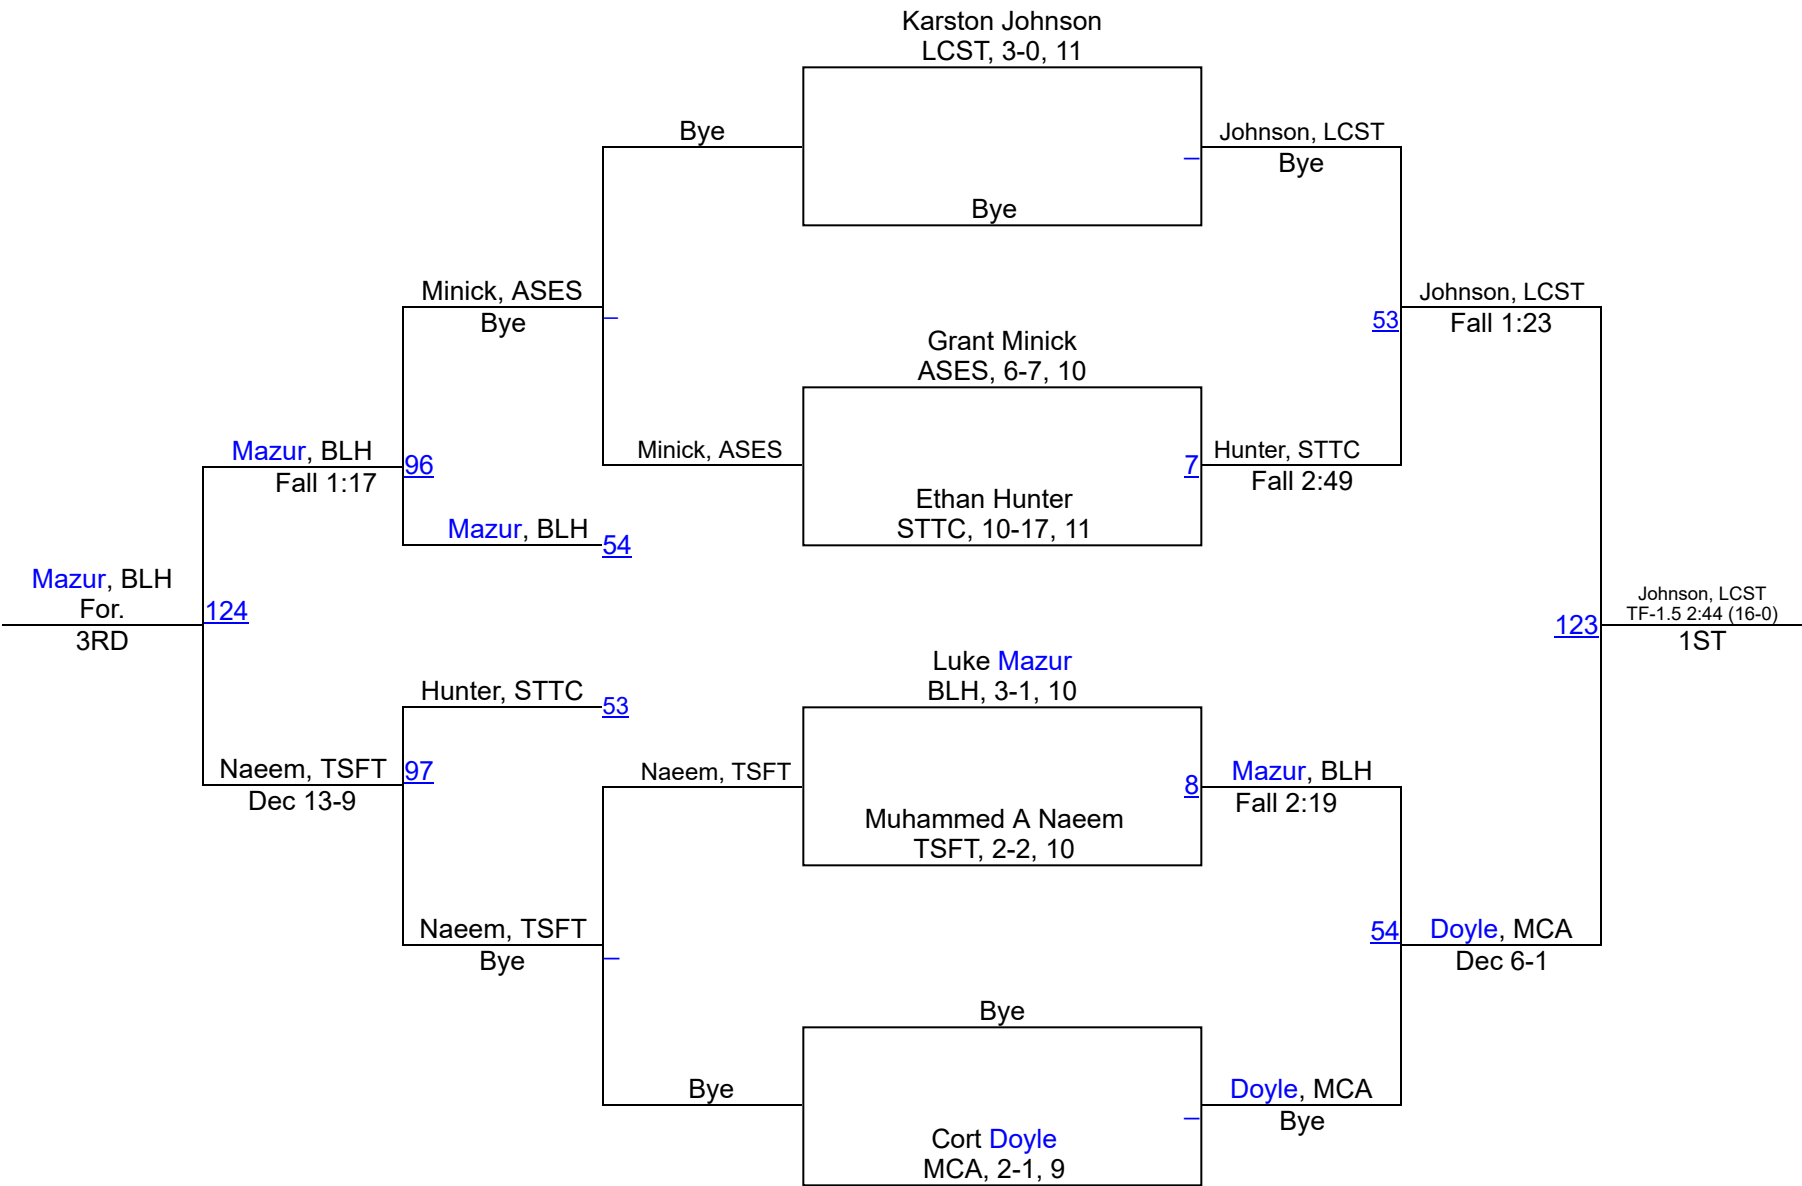 Karston Johnson
LCST, 3-0, 11
Bye
Johnson, LCST
Bye
Bye
Minick, ASES
Bye
Johnson, LCST
53
Fall 1:23
Grant Minick
ASES, 6-7, 10
Mazur, BLH
96
Fall 1:17
Minick, ASES
7
Hunter, STTC
Fall 2:49
Ethan Hunter
STTC, 10-17, 11
Mazur, BLH
54
Mazur, BLH
For.
124
3RD
Johnson, LCST
TF-1.5 2:44 (16-0)
123
1ST
Luke Mazur
BLH, 3-1, 10
Hunter, STTC
53
Naeem, TSFT
97
Dec 13-9
Naeem, TSFT
8
Mazur, BLH
Fall 2:19
Muhammed A Naeem
TSFT, 2-2, 10
Naeem, TSFT
Bye
54
Doyle, MCA
Dec 6-1
Bye
Bye
Doyle, MCA
Bye
Cort Doyle
MCA, 2-1, 9